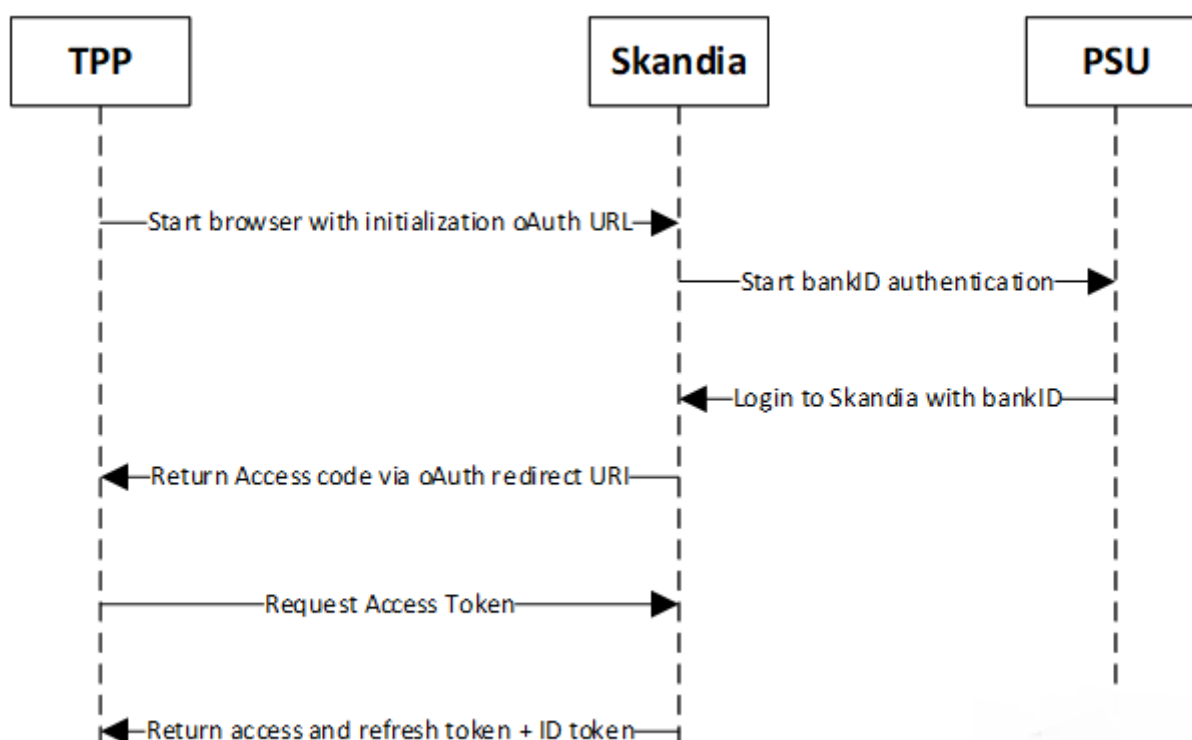 TPP
Skandia
PSU
Start browser with initialization oAuth URL
Start bankID authentication
Login to Skandia with bankID
Return Access code via oAuth redirect URI
Request Access Token
Return access and refresh token + ID token